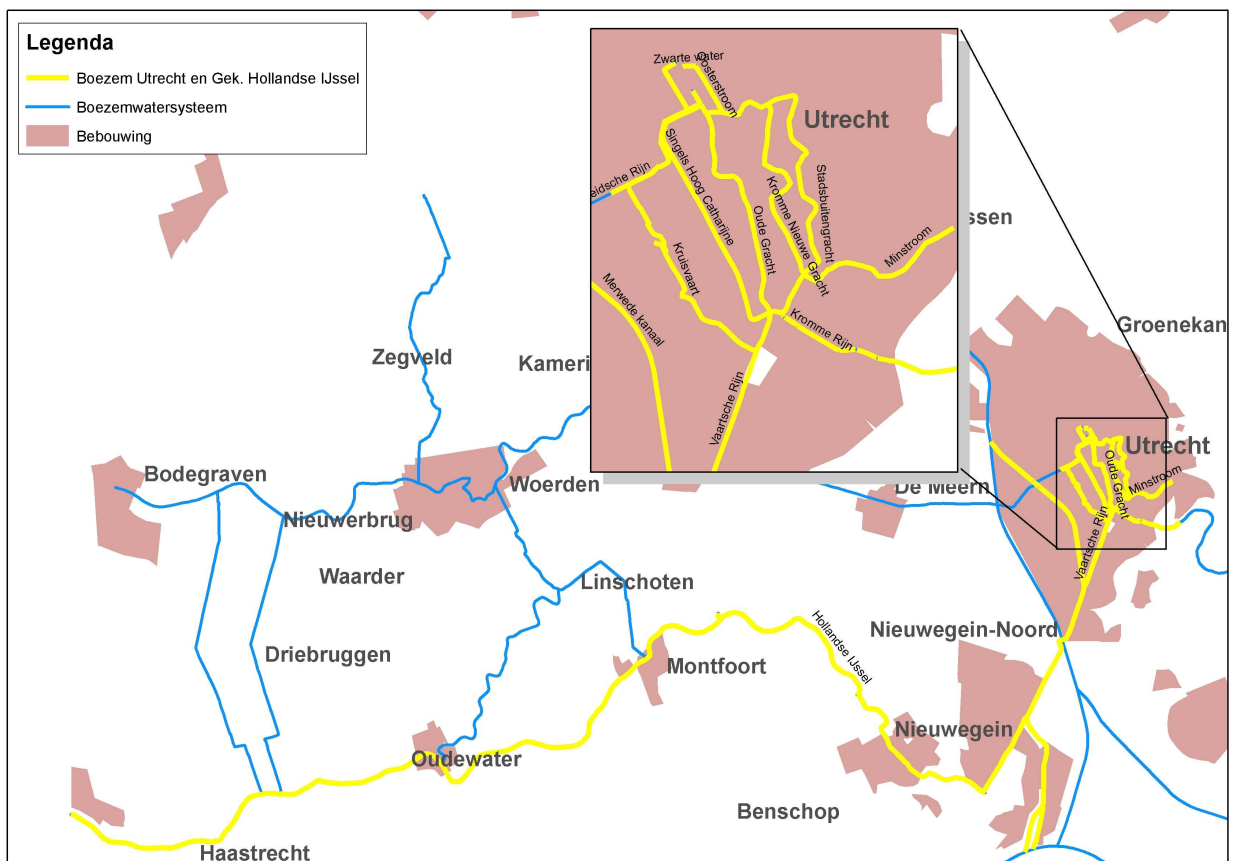 Legenda
Boezem Utrecht en Gek. Hollandse IJssel
Boezemwatersysteem
Bebouwing
Zwarte water
Oosterstroom
Utrecht
Singels Hoog Catharijne
eidsche Rijn
Stadsbuitengracht
Kromme Nieuwe Gracht
Oude Gracht
Minstroom
Kruisvaart
Merwede kanaal
Kromme Rijn
Vaartsche Rijn
ssen
Groenekan
Zegveld
Kameri
Utrecht
Oude Gracht
Minstroom
Vaartsche Rijn
Bodegraven
Woerden
De Meern
Nieuwerbrug
Waarder
Linschoten
Hollandse IJssel
Nieuwegein-Noord
Driebruggen
Montfoort
Nieuwegein
Oudewater
Benschop
Haastrecht